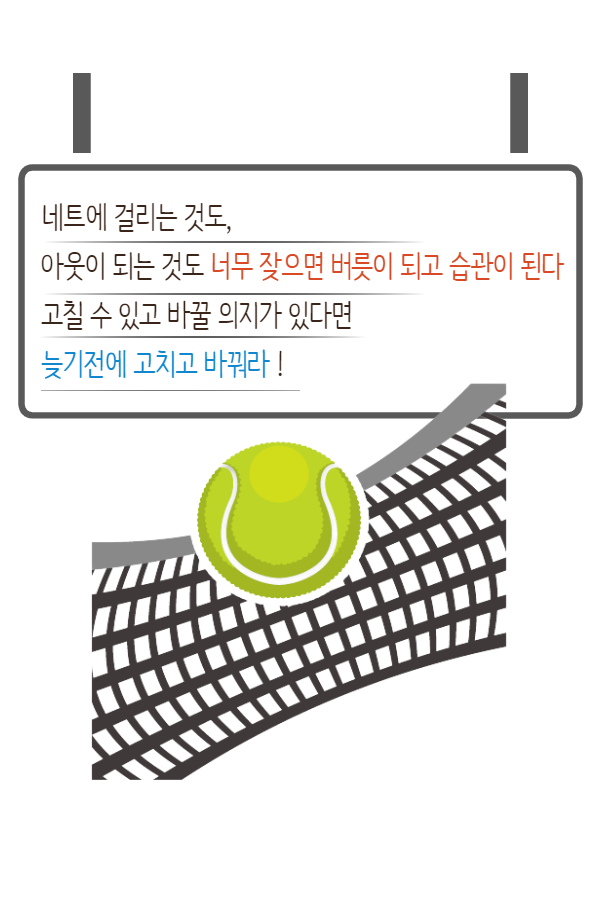 네트에 걸리는 것도,
아웃이 되는 것도 너무 잦으면 버릇이 되고 습관이 된다
고칠 수 있고 바꿀 의지가 있다면
늦기전에 고치고 바꿔라 !